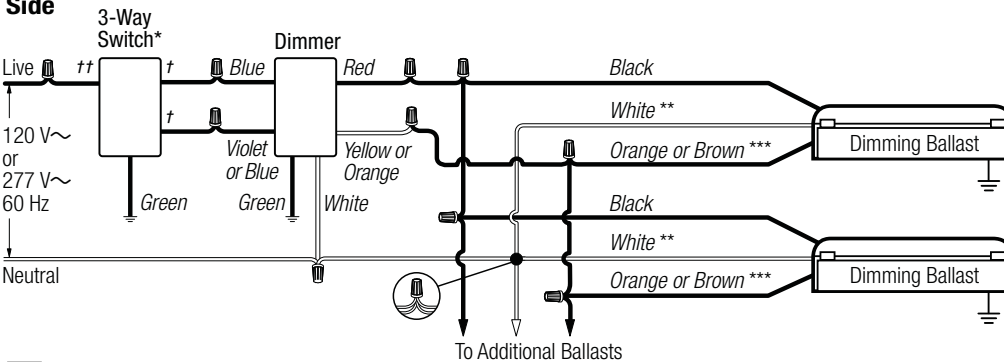 Side
3-Way
Switch*
Dimmer
Live
††
†
Blue
Red
Black
White **
†
120 V~
or
277 V~
60 Hz
Violet
or Blue
Yellow or
Orange
Orange or Brown ***
Dimming Ballast
Green
Green
White
Black
White **
Neutral
Orange or Brown ***
Dimming Ballast
To Additional Ballasts